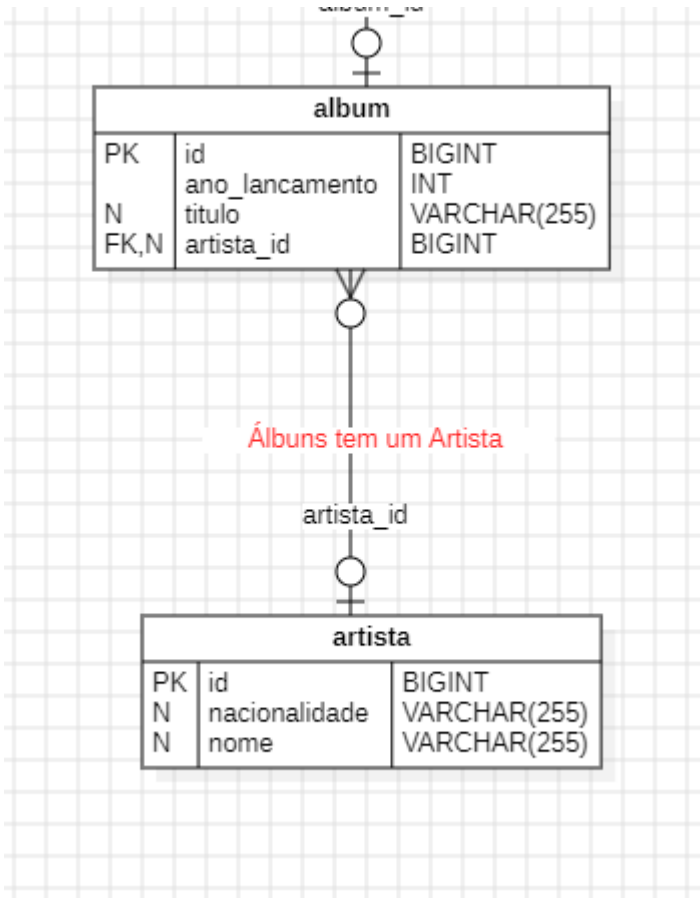 album
PK id BIGINT
ano_lancamento INT
N titulo VARCHAR(255)
FK,N artista_id BIGINT
Álbuns tem um Artista
artista_id
artista
PK id BIGINT
N nacionalidade VARCHAR(255)
N nome VARCHAR(255)